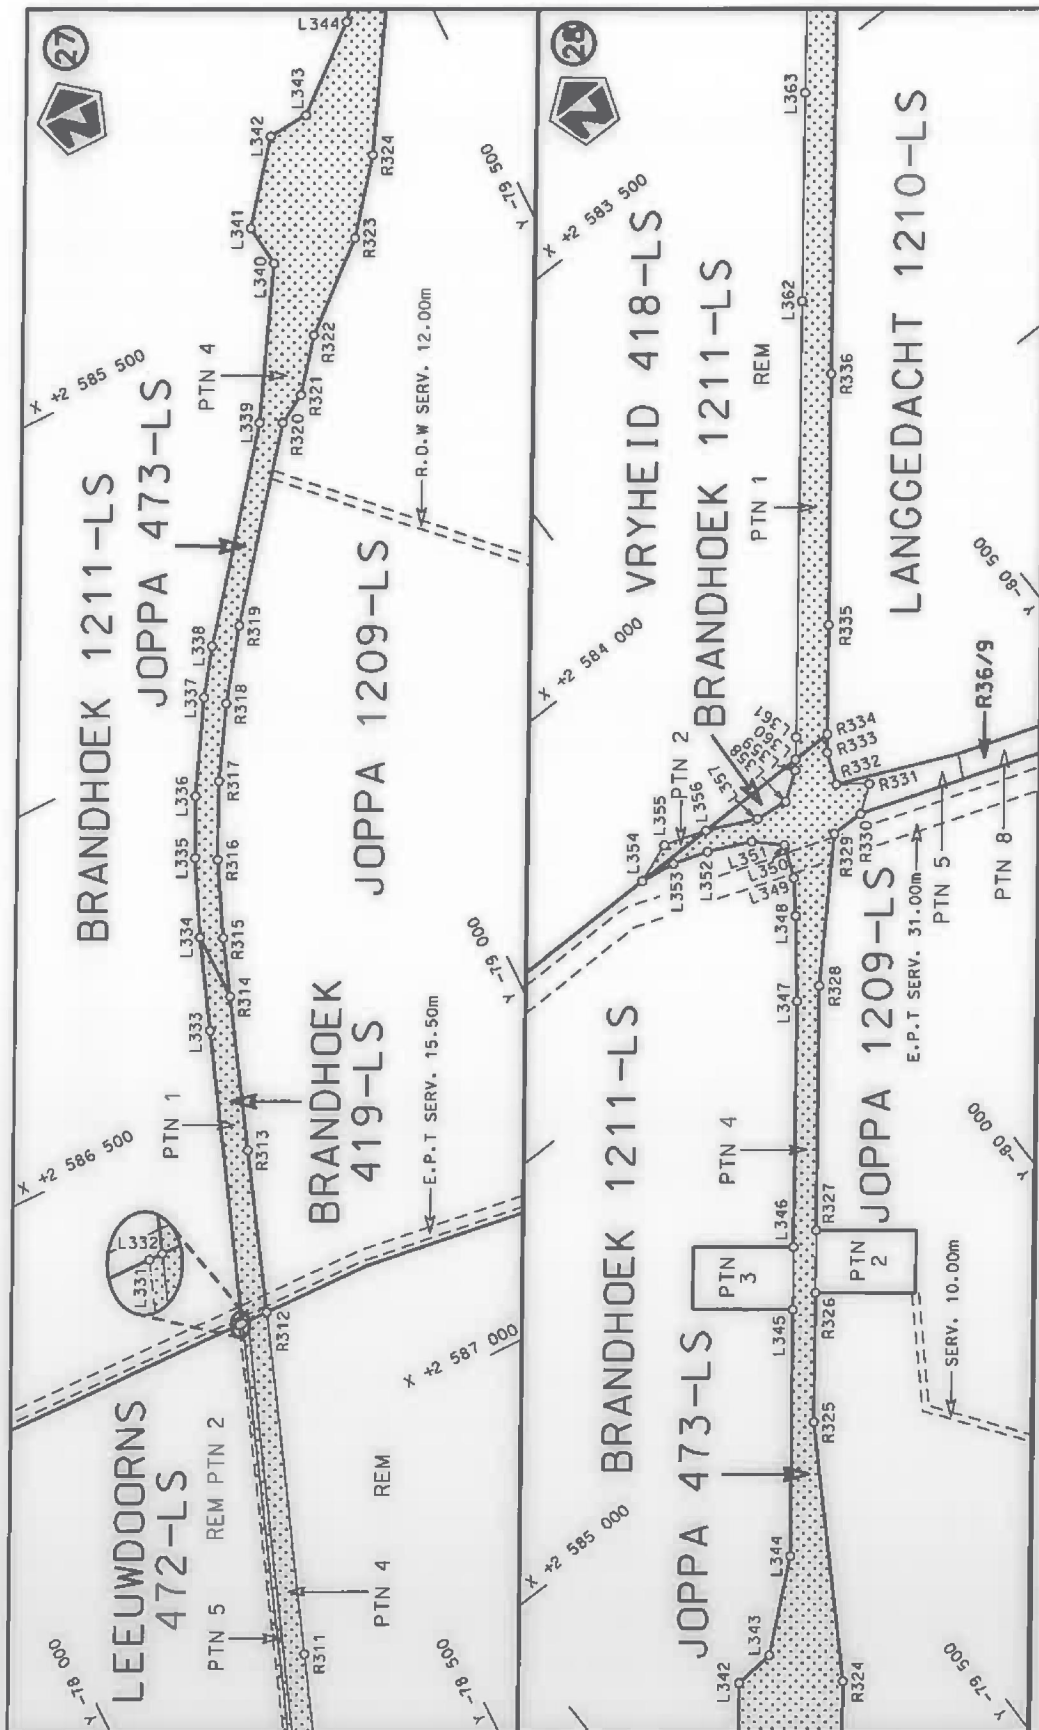 27
LEEUWDOORNS
472-LS
PTN 5
REM PTN 2
PTN 4
REM
R311
Y -78 000
Y -78 500
X +2 587 000
X +2 586 500
L331
L332
R312
PTN 1
BRANDHOEK
419-LS
E.P.T SERV. 15.50m
R313
L333
R314
L334
R315
L335
R316
L336
R317
L337
R318
L338
R319
BRANDHOEK 1211-LS
JOPPA 473-LS
JOPPA 1209-LS
Y -79 000
X +2 585 500
PTN 4
L339
R320
R321
R322
R.D.W SERV. 12.00m
L340
L341
L342
L343
L344
R323
R324
Y -79 500
28
L342
L343
L344
R324
R325
Y -79 500
X +2 585 000
JOPPA 473-LS
BRANDHOEK 1211-LS
L345
L346
PTN
3
PTN
2
R326
R327
SERV. 10.00m
PTN 4
Y -80 000
JOPPA 1209-LS
E.P.T SERV. 31.00m
L347
L348
L349
L350
L351
L352
L353
L354
L355
L356
L357
L358
L359
L360
L361
PTN 2
R328
R329
R330
R331
R332
R333
R334
PTN 5
PTN 8
R36/9
X +2 584 000
VRYHEID 418-LS
BRANDHOEK 1211-LS
PTN 1
REM
R335
R336
L362
L363
LANGGEDACHT 1210-LS
Y -80 500
X +2 583 500